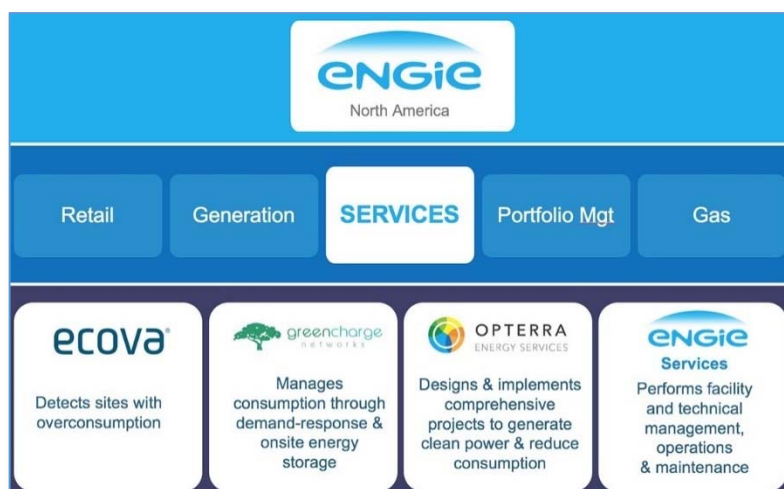 ENGIE
North America
Retail
Generation
SERVICES
Portfolio Mgt
Gas
ecova®
Detects sites with
overconsumption
greencharge
networks
Manages
consumption through
demand-response &
onsite energy
storage
OPTERRA
ENERGY SERVICES
Designs & implements
comprehensive
projects to generate
clean power & reduce
consumption
ENGIE
Services
Performs facility
and technical
management,
operations
& maintenance